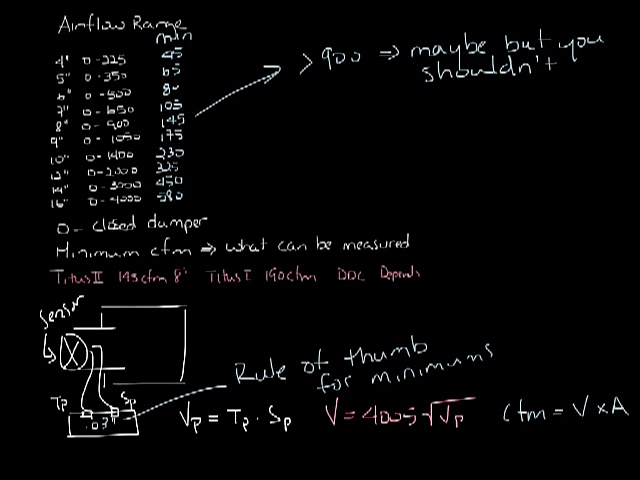 Airflow Range
min
4" 0-225 45
5" 0-350 65
6" 0-500 80
7" 0-650 105
8" 0-900 145
9" 0-1050 175
10" 0-1400 230
12" 0-2000 325
14" 0-3000 450
16" 0-4000 580
> 900 ⇒ maybe but you
shouldn't
0- closed damper
Minimum cfm ⇒ what can be measured
Titus II 145cfm 8" Titus I 190cfm DDC Depends
Sensor
Rule of thumb
for minimums
Tp Sp
.03"
Vp = Tp - Sp V = 4005√Vp cfm = V x A